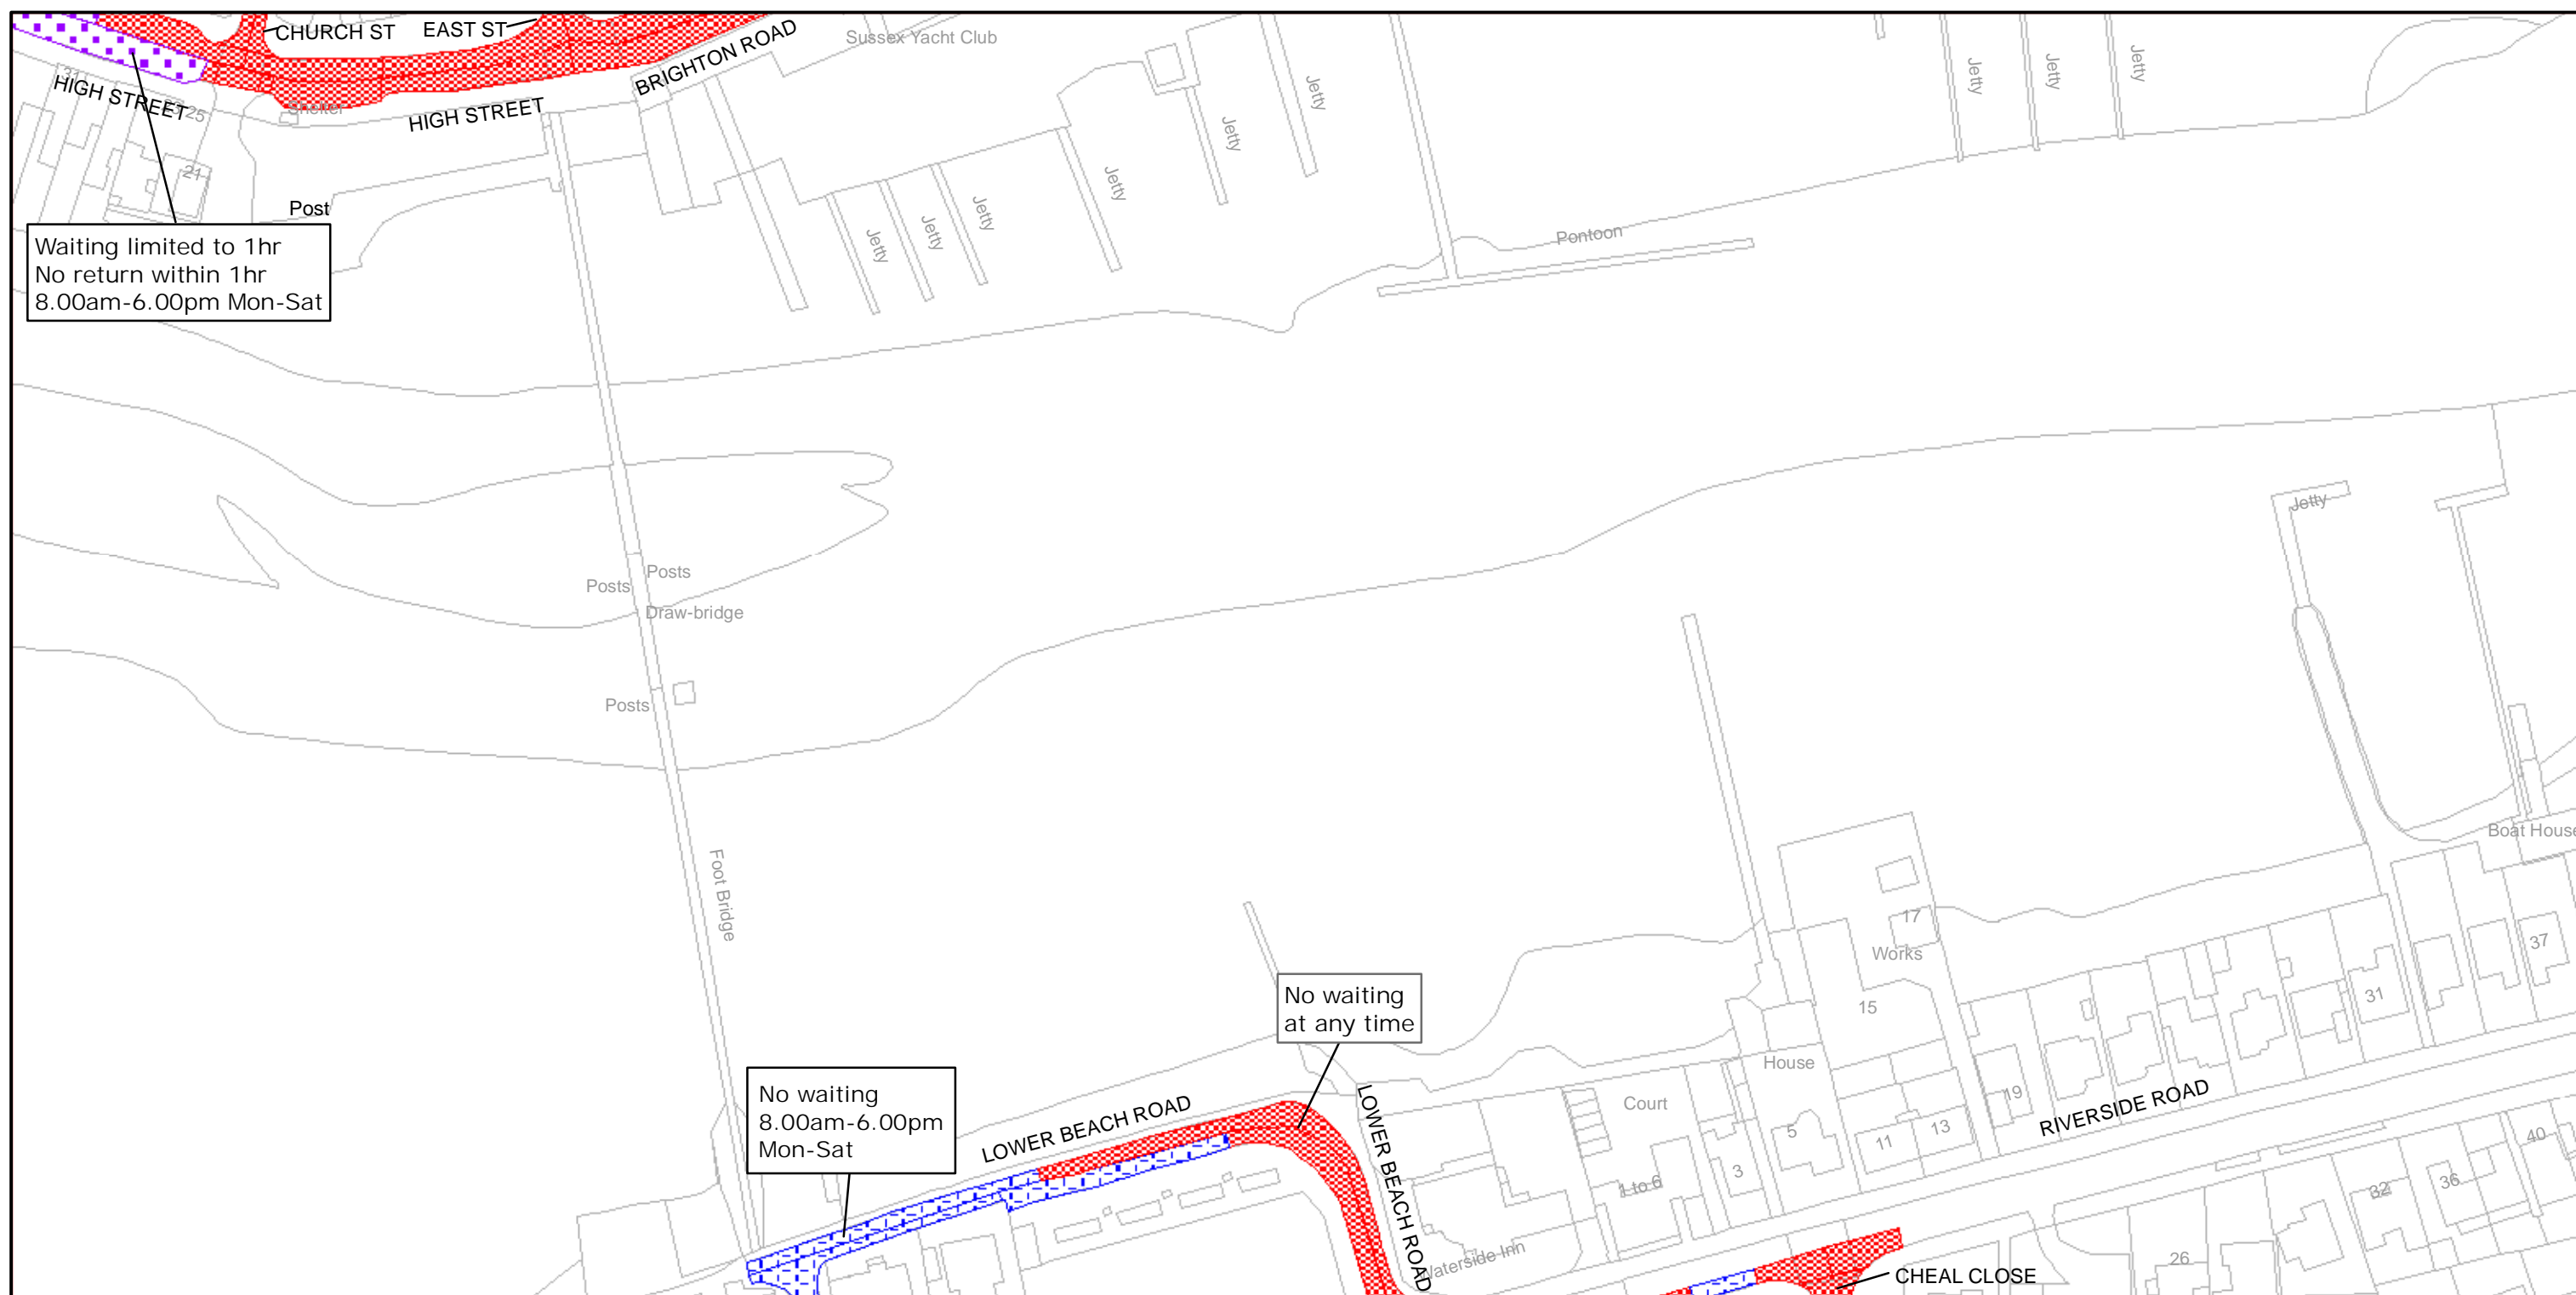 CHURCH ST
EAST ST
BRIGHTON ROAD
Sussex Yacht Club
Jetty
Jetty
Jetty
Jetty
31
HIGH STREET
25
Shelter
HIGH STREET
Jetty
21
Jetty
Post
Jetty
Jetty
Jetty
Pontoon
Waiting limited to 1hr
No return within 1hr
8.00am-6.00pm Mon-Sat
Jetty
Posts
Posts
Draw-bridge
Posts
Boat House
Foot Bridge
17
37
Works
No waiting
at any time
31
15
House
19
No waiting
8.00am-6.00pm
Mon-Sat
LOWER BEACH ROAD
LOWER BEACH ROAD
Court
RIVERSIDE ROAD
5
11
13
40
3
1 to 6
32
36
Waterside Inn
26
CHEAL CLOSE